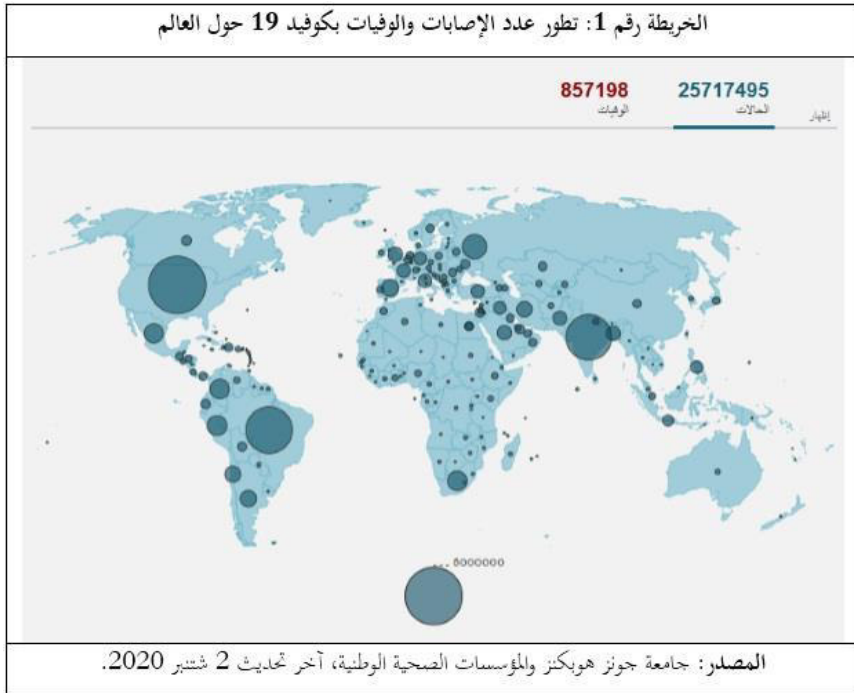 الخريطة رقم 1: تطور عدد الإصابات والوفيات بكوفيد 19 حول العالم
25717495 857198
إظهار الحالات الوفيات
6000000
المصدر: جامعة جونز هوبكنز والمؤسسات الصحية الوطنية، آخر تحديث 2 شتنبر 2020.